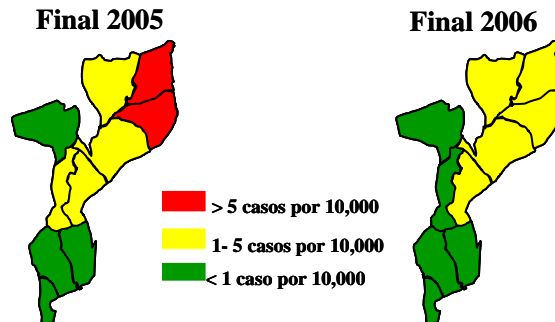 Final 2005
Final 2006
> 5 casos por 10,000
1- 5 casos por 10,000
< 1 caso por 10,000